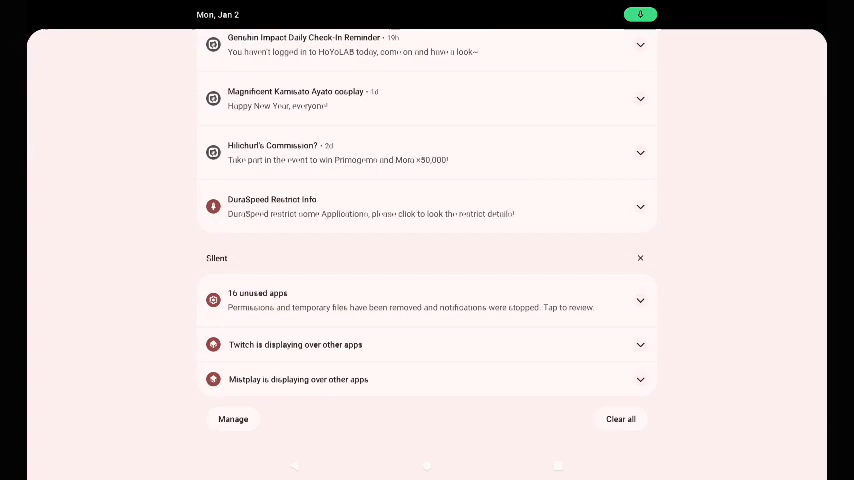 Mon, Jan 2
Genshin Impact Daily Check-In Reminder · 19h
You haven't logged in to HoYoLAB today, come on and have a look~
Magnificent Kamisato Ayato cosplay · 1d
Happy New Year, everyone!
Hilichurl's Commission? · 2d
Take part in the event to win Primogems and Mora ×50,000!
DuraSpeed Restrict Info
DuraSpeed restrict some Applications, please click to look the restrict details!
Silent
16 unused apps
Permissions and temporary files have been removed and notifications were stopped. Tap to review.
Twitch is displaying over other apps
Mistplay is displaying over other apps
Manage
Clear all